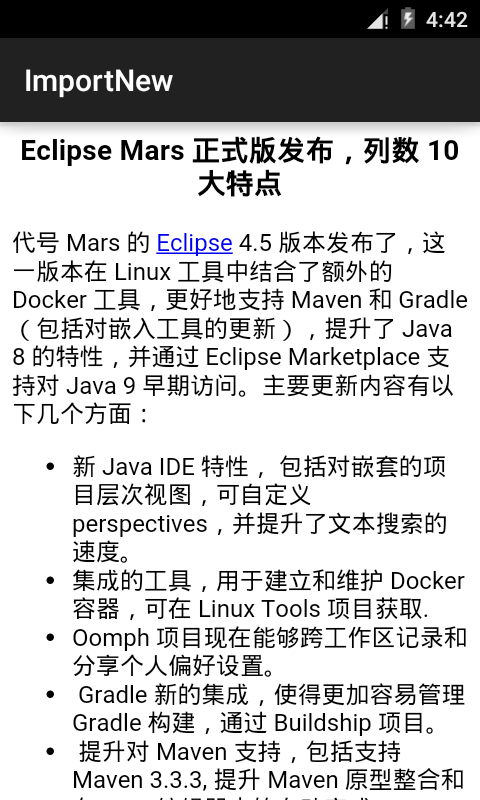 4:42
ImportNew
Eclipse Mars 正式版发布，列数 10
大特点
代号 Mars 的 Eclipse 4.5 版本发布了，这
一版本在 Linux 工具中结合了额外的
Docker 工具，更好地支持 Maven 和 Gradle
（包括对嵌入工具的更新），提升了 Java
8 的特性，并通过 Eclipse Marketplace 支
持对 Java 9 早期访问。主要更新内容有以
下几个方面：
• 新 Java IDE 特性， 包括对嵌套的项
目层次视图，可自定义
perspectives，并提升了文本搜索的
速度。
• 集成的工具，用于建立和维护 Docker
容器，可在 Linux Tools 项目获取.
• Oomph 项目现在能够跨工作区记录和
分享个人偏好设置。
• Gradle 新的集成，使得更加容易管理
Gradle 构建，通过 Buildship 项目。
• 提升对 Maven 支持，包括支持
Maven 3.3.3, 提升 Maven 原型整合和